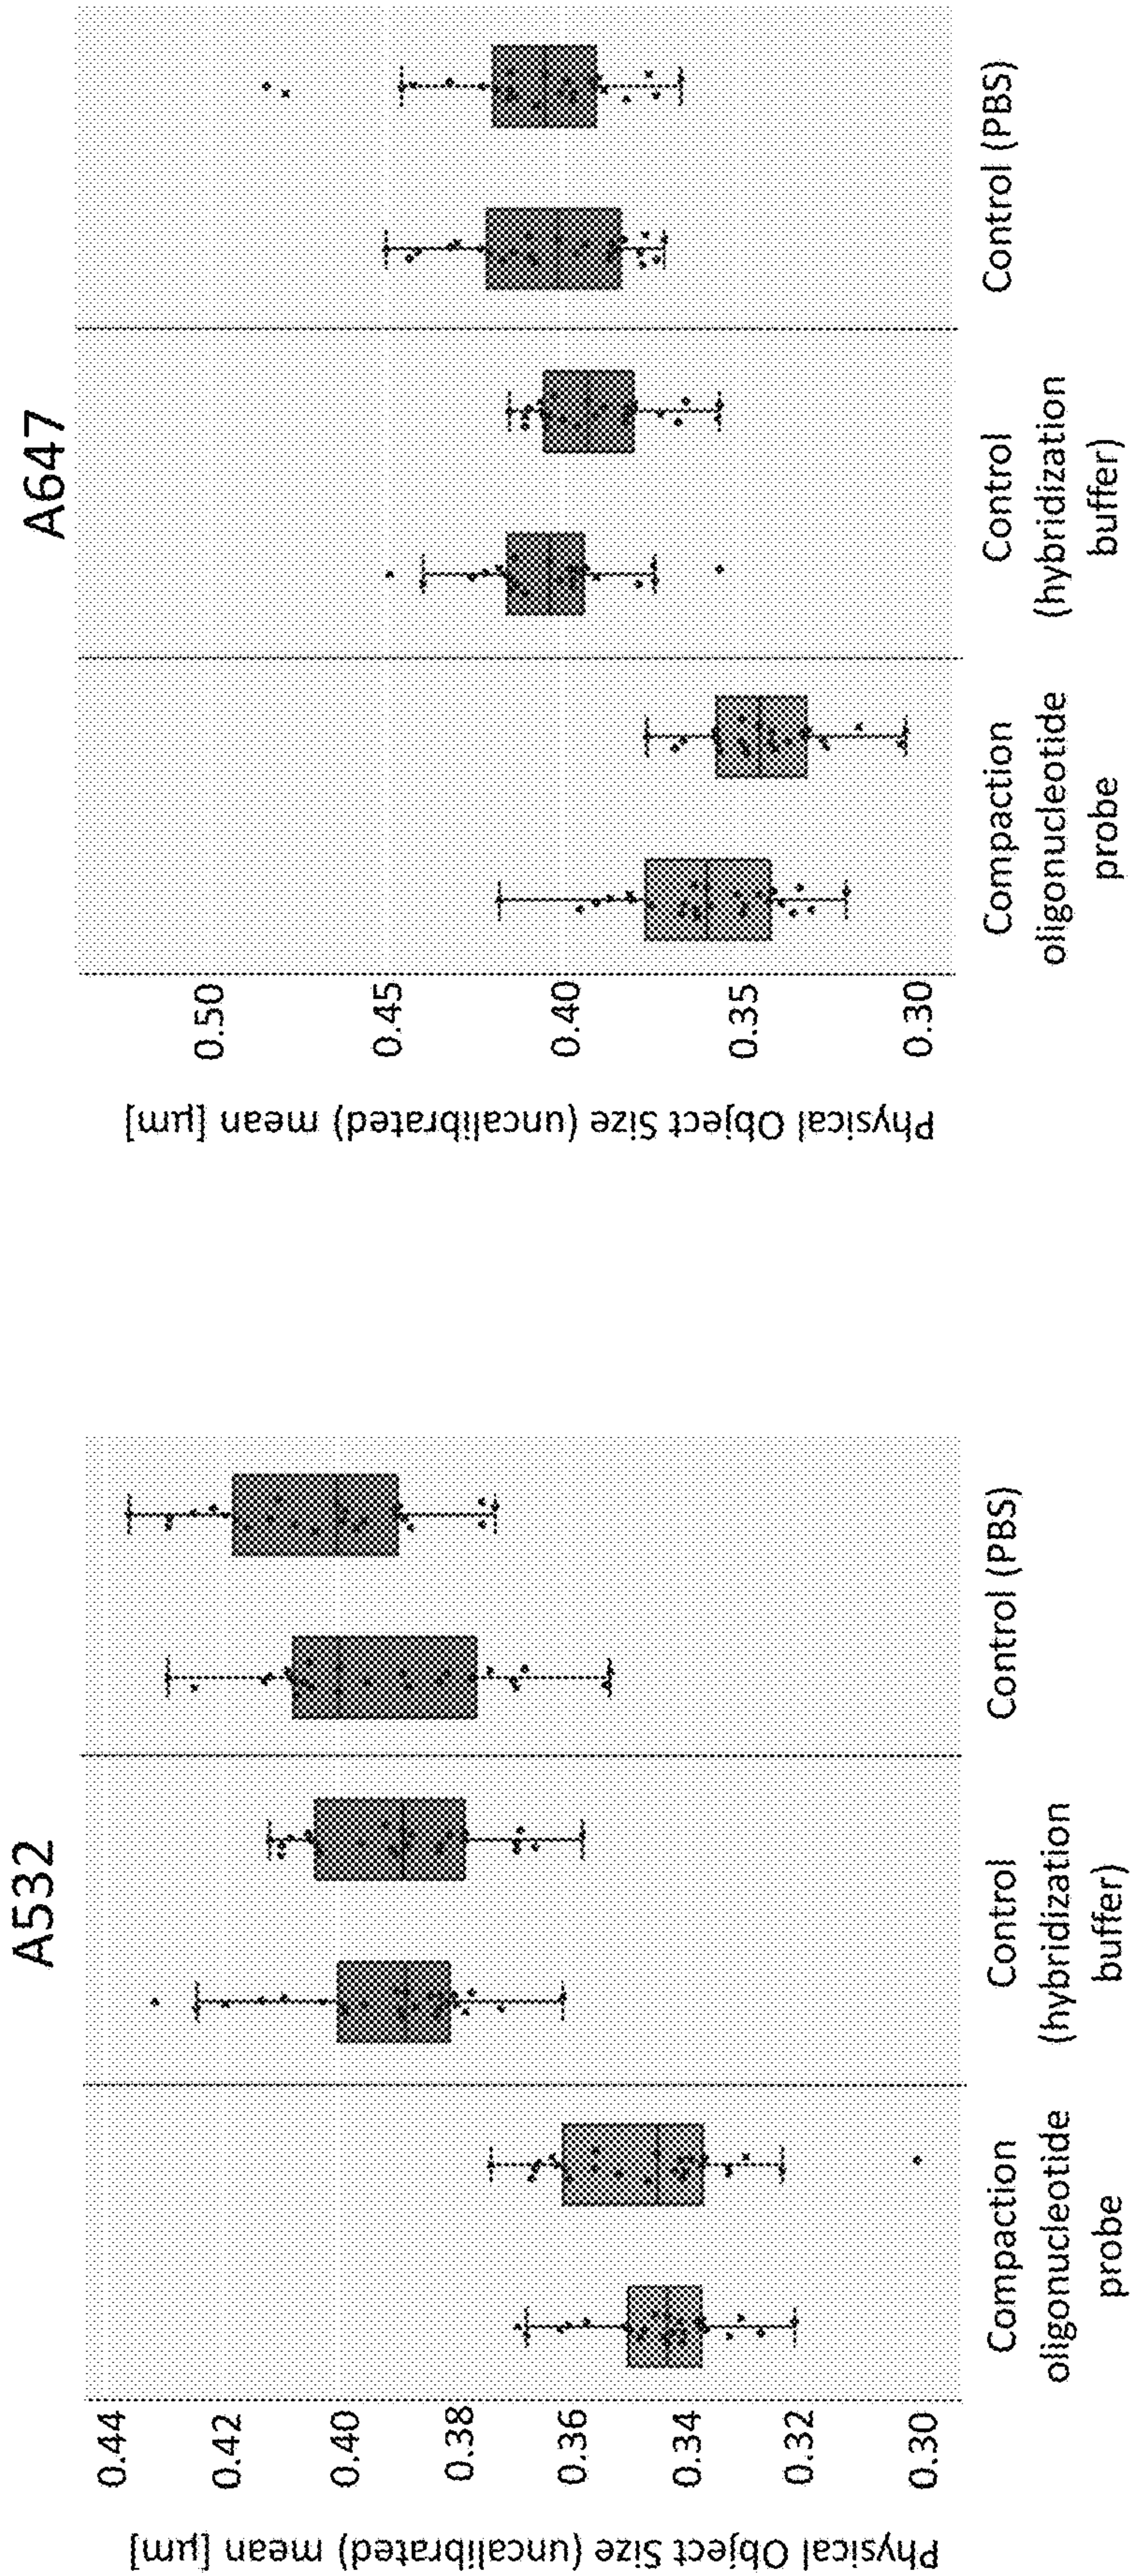 A532
Physical Object Size (uncalibrated) mean [µm]
0.44
0.42
0.40
0.38
0.36
0.34
0.32
0.30
Compaction
oligonucleotide
probe
Control
(hybridization
buffer)
Control (PBS)
A647
Physical Object Size (uncalibrated) mean [µm]
0.50
0.45
0.40
0.35
0.30
Compaction
oligonucleotide
probe
Control
(hybridization
buffer)
Control (PBS)